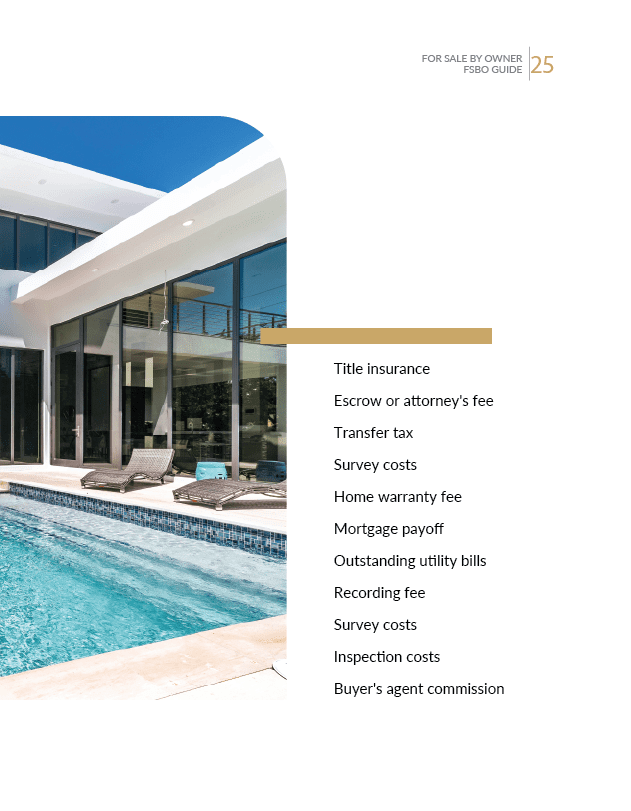 FOR SALE BY OWNER
FSBO GUIDE
25
Title insurance
Escrow or attorney's fee
Transfer tax
Survey costs
Home warranty fee
Mortgage payoff
Outstanding utility bills
Recording fee
Survey costs
Inspection costs
Buyer's agent commission